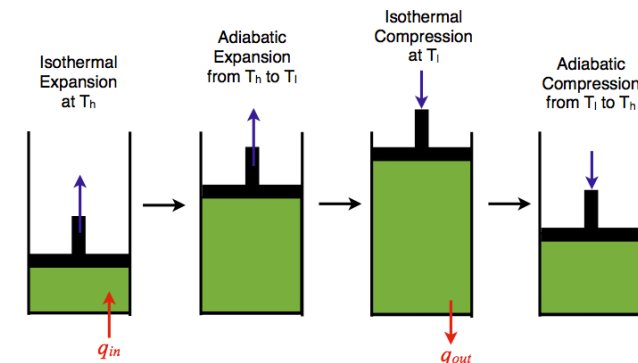 Isothermal
Expansion
at Tₕ
Adiabatic
Expansion
from Tₕ to Tₗ
Isothermal
Compression
at Tₗ
Adiabatic
Compression
from Tₗ to Tₕ
qin
qout